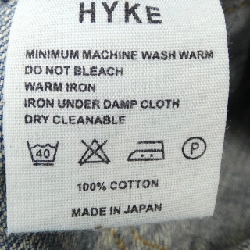 HYKE
MINIMUM MACHINE WASH WARM
DO NOT BLEACH
WARM IRON
IRON UNDER DAMP CLOTH
DRY CLEANABLE
40 P
100% COTTON
MADE IN JAPAN